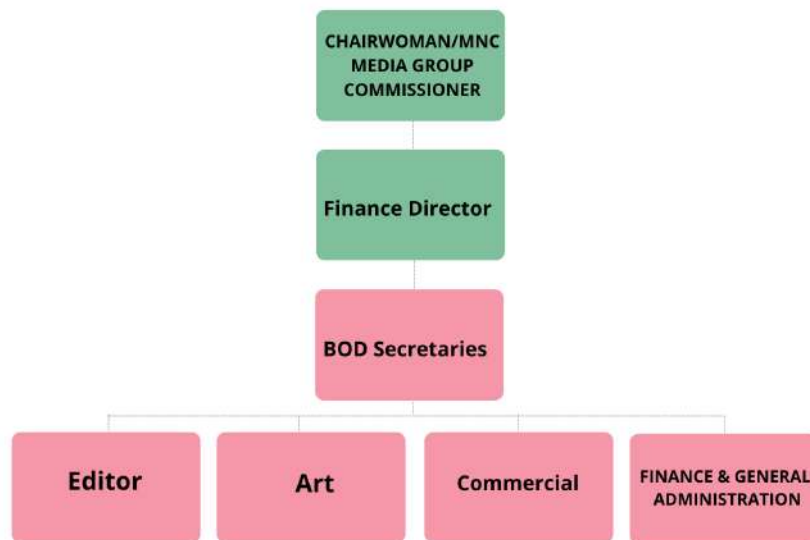 CHAIRWOMAN/MNC
MEDIA GROUP
COMMISSIONER
Finance Director
BOD Secretaries
Editor
Art
Commercial
FINANCE & GENERAL
ADMINISTRATION